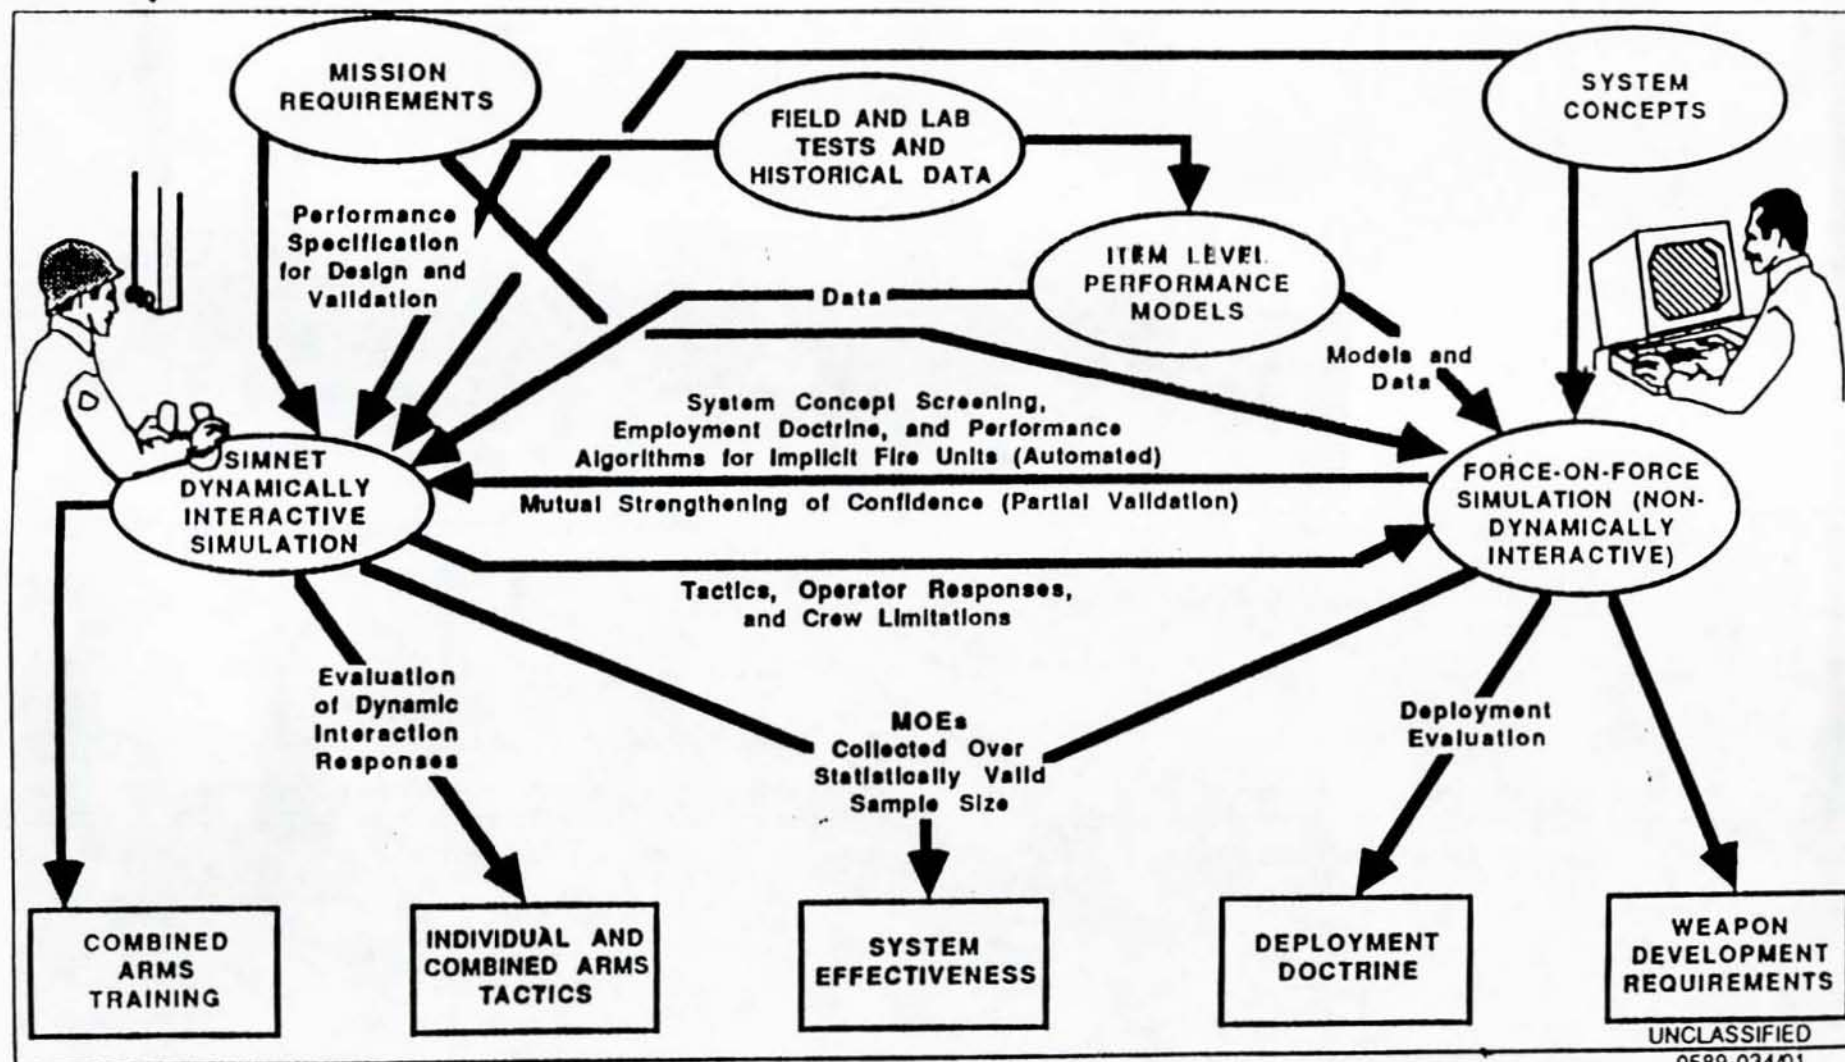 MISSION
REQUIREMENTS
FIELD AND LAB
TESTS AND
HISTORICAL DATA
SYSTEM
CONCEPTS
Performance
Specification
for Design and
Validation
ITEM LEVEL
PERFORMANCE
MODELS
Data
Models and
Data
System Concept Screening,
Employment Doctrine, and Performance
Algorithms for Implicit Fire Units (Automated)
Mutual Strengthening of Confidence (Partial Validation)
SIMNET
DYNAMICALLY
INTERACTIVE
SIMULATION
FORCE-ON-FORCE
SIMULATION (NON-
DYNAMICALLY
INTERACTIVE)
Tactics, Operator Responses,
and Crew Limitations
Evaluation
of Dynamic
Interaction
Responses
MOEs
Collected Over
Statistically Valid
Sample Size
Deployment
Evaluation
COMBINED
ARMS
TRAINING
INDIVIDUAL AND
COMBINED ARMS
TACTICS
SYSTEM
EFFECTIVENESS
DEPLOYMENT
DOCTRINE
WEAPON
DEVELOPMENT
REQUIREMENTS
UNCLASSIFIED